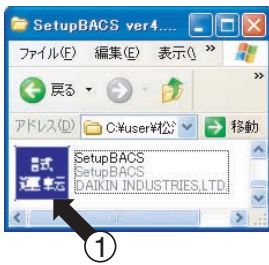 SetupBACS ver4....
ファイル(F) 編集(E) 表示(V »
戻る »
アドレス(D) C:¥user¥松 移動
試
運転
SetupBACS
SetupBACS
DAIKIN INDUSTRIES,LTD.
①